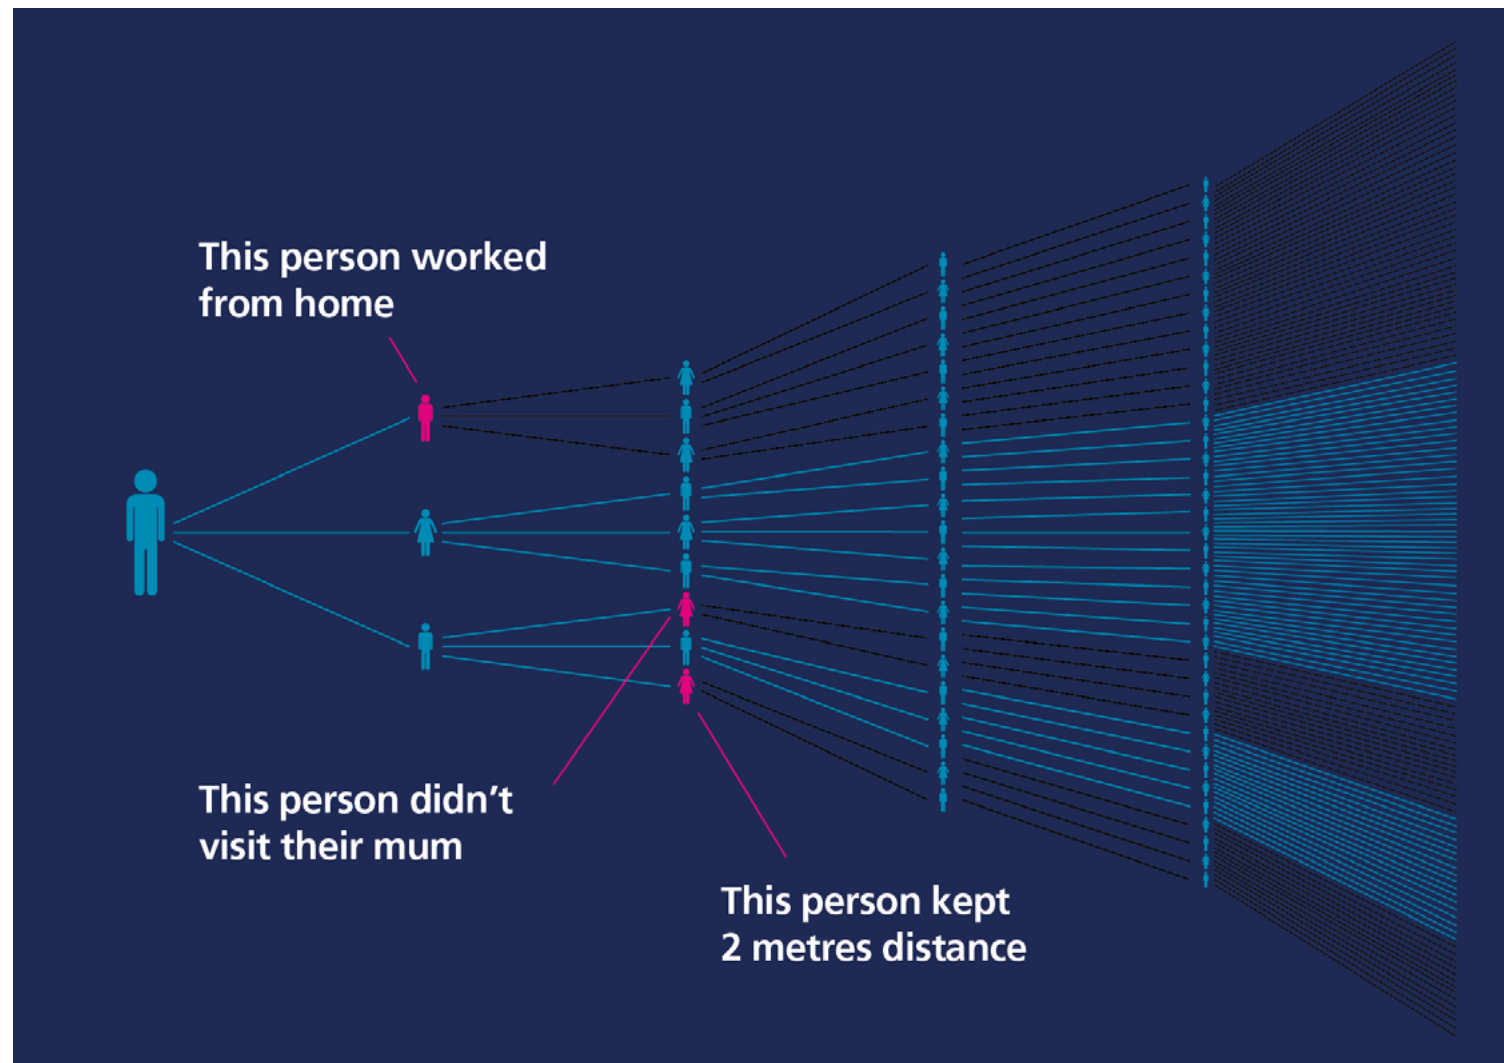 This person worked
from home
This person didn’t
visit their mum
This person kept
2 metres distance